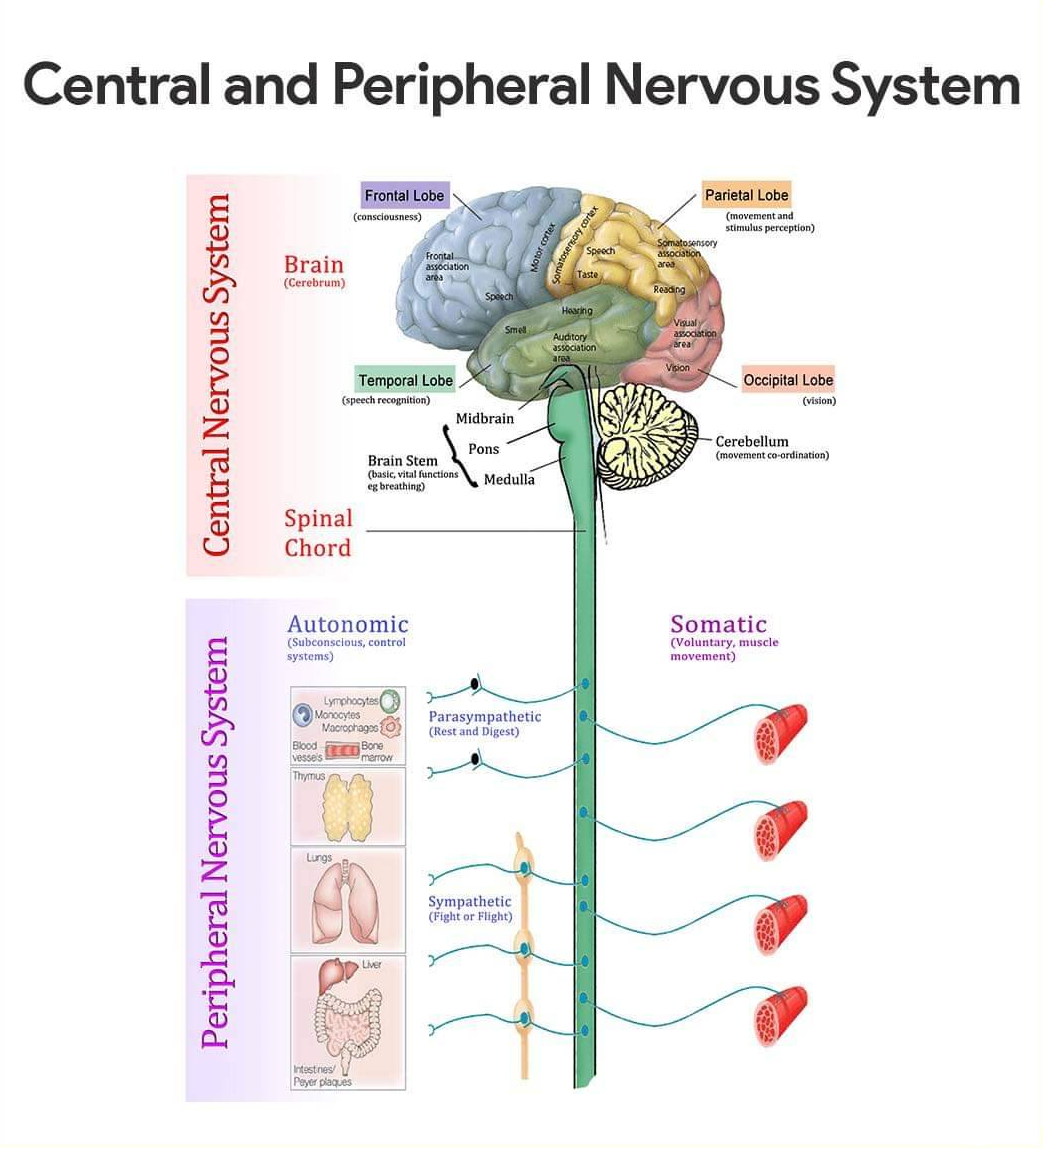 Central and Peripheral Nervous System
Central Nervous System
Brain
(Cerebrum)
Frontal Lobe
(consciousness)
Parietal Lobe
(movement and
stimulus perception)
Frontal
association
area
Speech
Motor cortex
Somatosensory cortex
Speech
Taste
Somatosensory
association
area
Reading
Hearing
Smell
Auditory
association
area
Visual
association
area
Vision
Temporal Lobe
(speech recognition)
Occipital Lobe
(vision)
Midbrain
Pons
Medulla
Brain Stem
(basic, vital functions
eg breathing)
Cerebellum
(movement co-ordination)
Spinal
Chord
Peripheral Nervous System
Autonomic
(Subconscious, control
systems)
Somatic
(Voluntary, muscle
movement)
Lymphocytes
Monocytes
Macrophages
Blood
vessels
Bone
marrow
Parasympathetic
(Rest and Digest)
Thymus
Lungs
Sympathetic
(Fight or Flight)
Liver
Intestines/
Peyer plaques